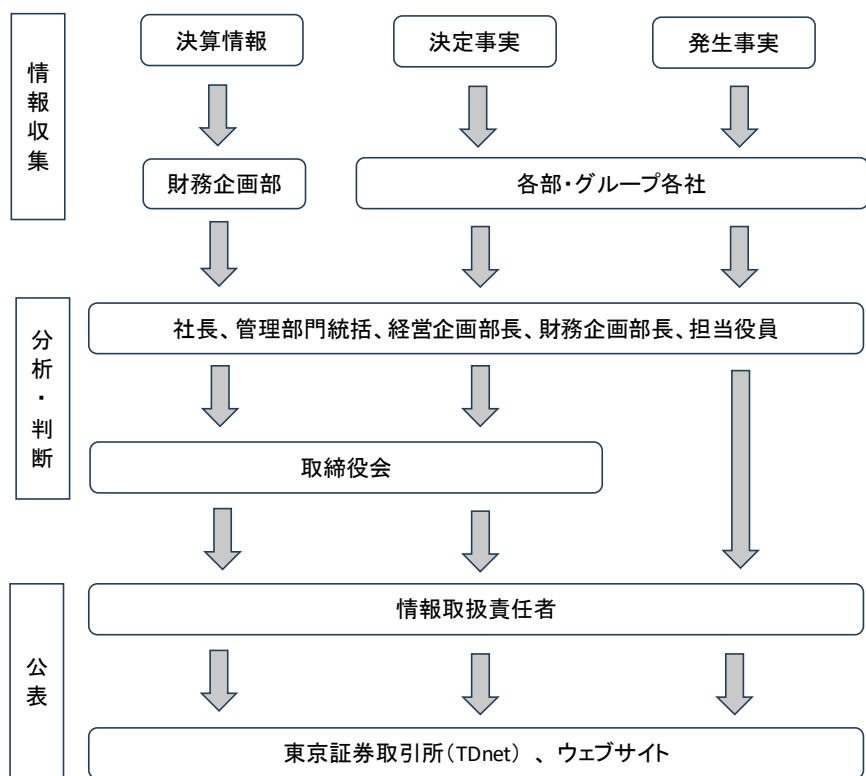 情報収集
決算情報
決定事実
発生事実
財務企画部
各部・グループ各社
分析・判断
社長、管理部門統括、経営企画部長、財務企画部長、担当役員
取締役会
公表
情報取扱責任者
東京証券取引所(TDnet) 、ウェブサイト